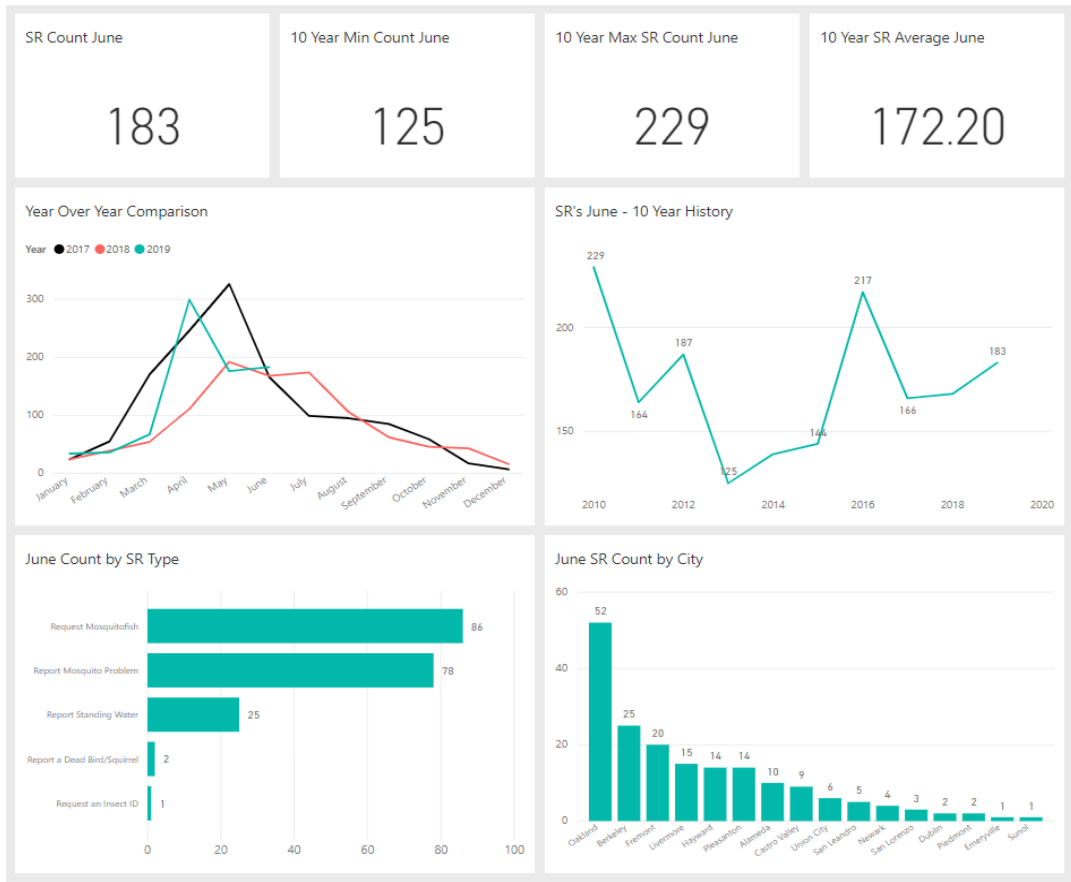 SR Count June
183
10 Year Min Count June
125
10 Year Max SR Count June
229
10 Year SR Average June
172.20
Year Over Year Comparison
Year 2017 2018 2019
300
200
100
0
January February March April May June July August September October November December
SR's June - 10 Year History
229
217
200
187
183
164
166
150
144
125
2010 2012 2014 2016 2018 2020
June Count by SR Type
Request Mosquitofish 86
Report Mosquito Problem 78
Report Standing Water 25
Report a Dead Bird/Squirrel 2
Request an Insect ID 1
0 20 40 60 80 100
June SR Count by City
60
52
40
25
20
20
15 14 14
10 9
6 5 4 3 2 2 1 1
0
Oakland Berkeley Fremont Livermore Hayward Pleasanton Alameda Castro Valley Union City San Leandro Newark San Lorenzo Dublin Piedmont Emeryville Sunol